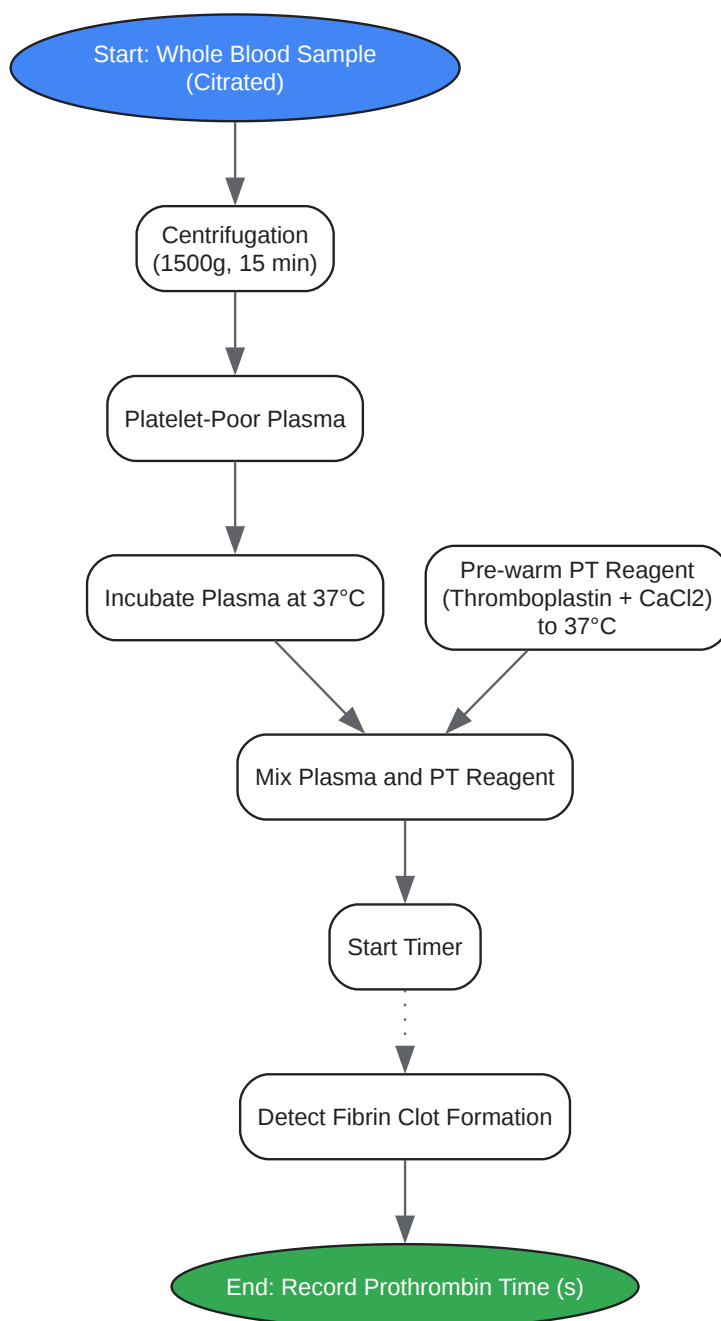 Start: Whole Blood Sample
(Citrated)
Centrifugation
(1500g, 15 min)
Platelet-Poor Plasma
Incubate Plasma at 37°C
Pre-warm PT Reagent
(Thromboplastin + CaCl2)
to 37°C
Mix Plasma and PT Reagent
Start Timer
Detect Fibrin Clot Formation
End: Record Prothrombin Time (s)